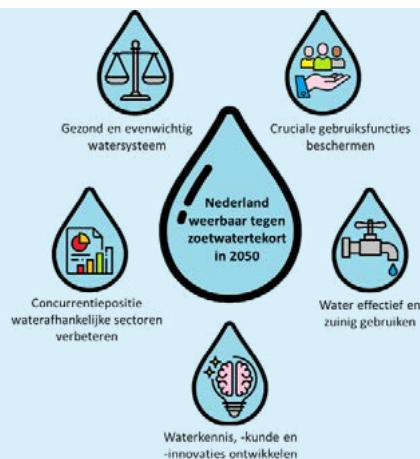 Gezond en evenwichtig
watersysteem
Cruciale gebruiksfuncties
beschermen
Nederland
weerbaar tegen
zoetwatertekort
in 2050
Concurrentiepositie
waterafhankelijke sectoren
verbeteren
Water effectief en
zuinig gebruiken
Waterkennis, -kunde en
-innovaties ontwikkelen